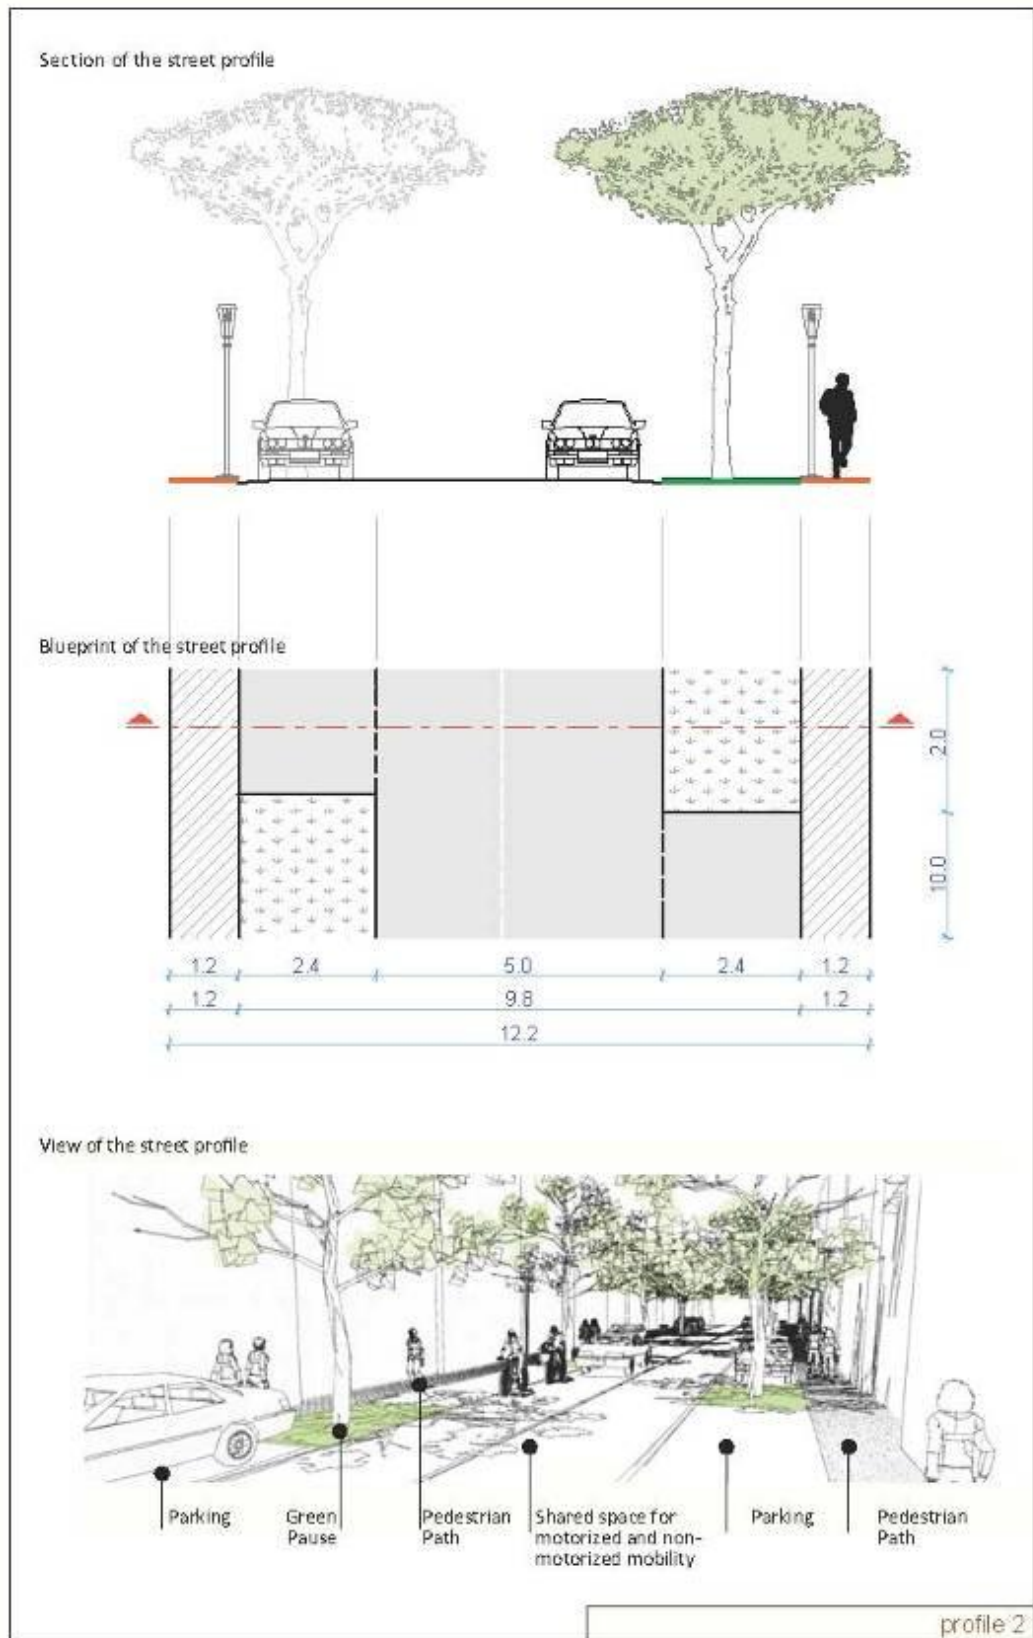 Section of the street profile
Blueprint of the street profile
2.0
10.0
1.2 2.4 5.0 2.4 1.2
1.2 9.8 1.2
12.2
View of the street profile
Parking
Green
Pause
Pedestrian
Path
Shared space for
motorized and non-
motorized mobility
Parking
Pedestrian
Path
profile 2